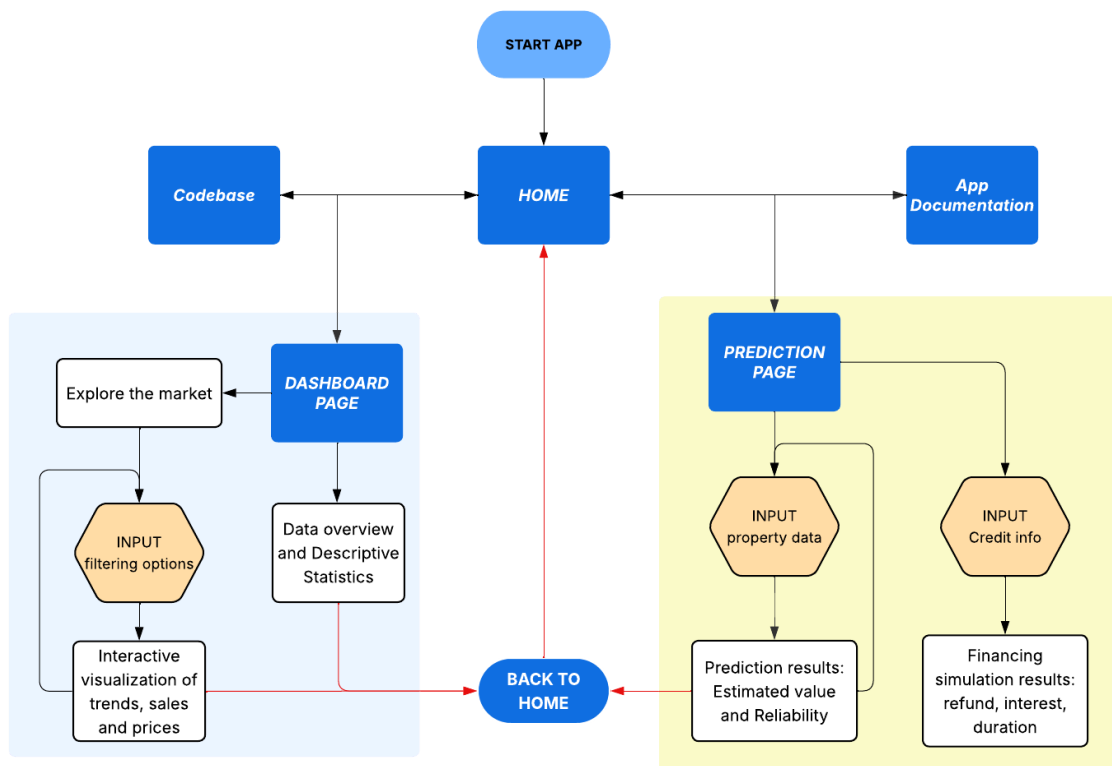 START APP
Codebase
HOME
App
Documentation
DASHBOARD
PAGE
PREDICTION
PAGE
Explore the market
INPUT
filtering options
Data overview
and Descriptive
Statistics
INPUT
property data
INPUT
Credit info
Interactive
visualization of
trends, sales
and prices
BACK TO
HOME
Prediction results:
Estimated value
and Reliability
Financing
simulation results:
refund, interest,
duration